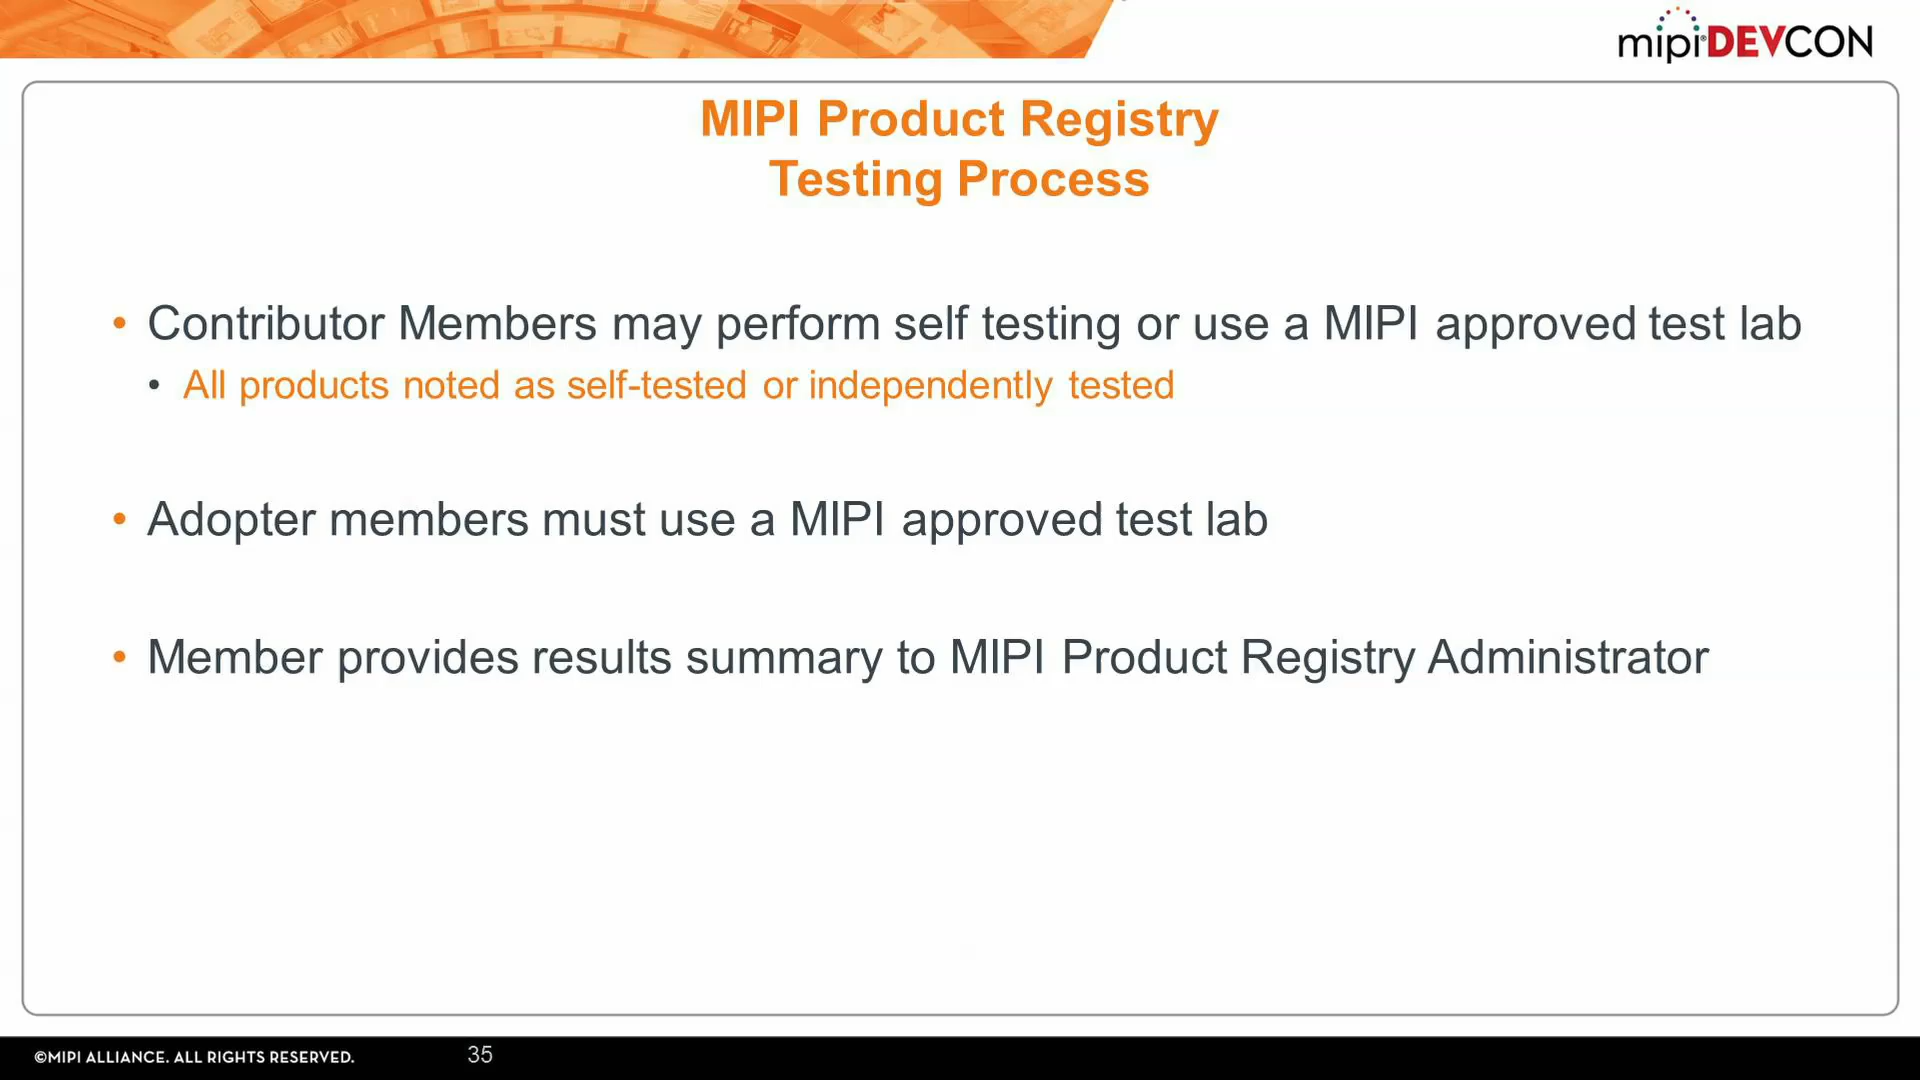 mipi®DEVCON
MIPI Product Registry
Testing Process
• Contributor Members may perform self testing or use a MIPI approved test lab
• All products noted as self-tested or independently tested
• Adopter members must use a MIPI approved test lab
• Member provides results summary to MIPI Product Registry Administrator
©MIPI ALLIANCE. ALL RIGHTS RESERVED.
35